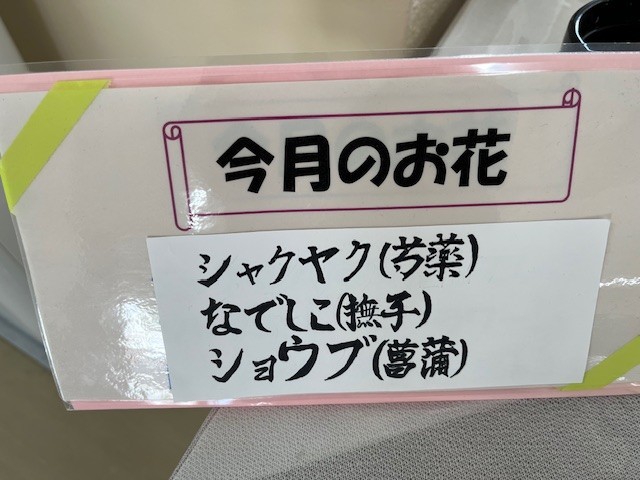 今月のお花
シャクヤク(芍薬)
なでしこ(撫子)
ショウブ(菖蒲)